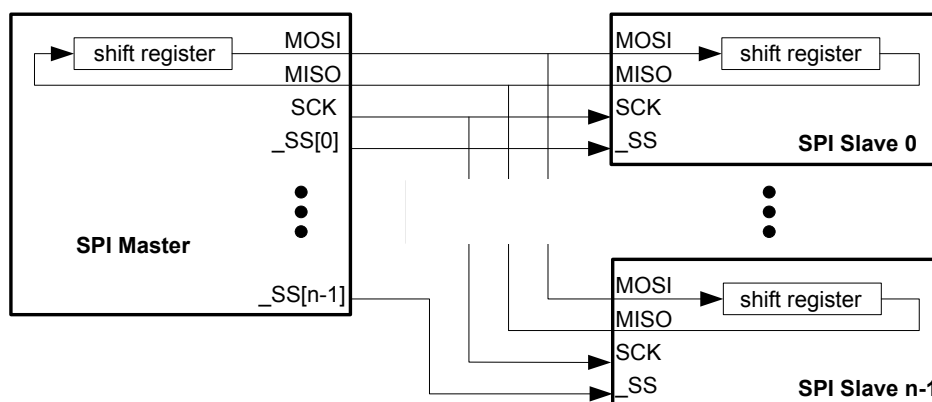 shift register
MOSI
MISO
SCK
_SS[0]
SPI Master
_SS[n-1]
MOSI
shift register
MISO
SCK
_SS
SPI Slave 0
MOSI
shift register
MISO
SCK
_SS
SPI Slave n-1